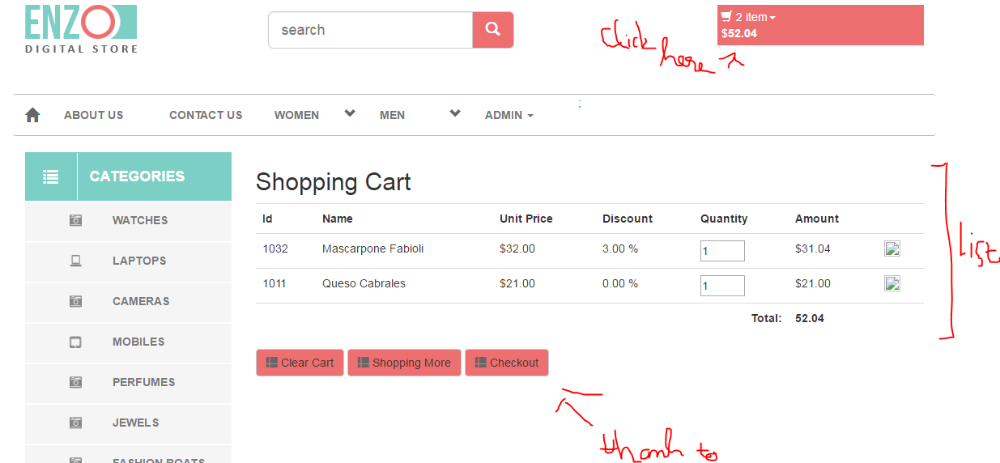 ENZO
DIGITAL STORE
search
2 item
$52.04
Click here
;
ABOUT US CONTACT US WOMEN MEN ADMIN
CATEGORIES
WATCHES
LAPTOPS
CAMERAS
MOBILES
PERFUMES
JEWELS
FASHION BOATS
Shopping Cart
Id Name Unit Price Discount Quantity Amount
1032 Mascarpone Fabioli $32.00 3.00 % 1 $31.04
1011 Queso Cabrales $21.00 0.00 % 1 $21.00
Total: 52.04
List
Clear Cart Shopping More Checkout
thank to